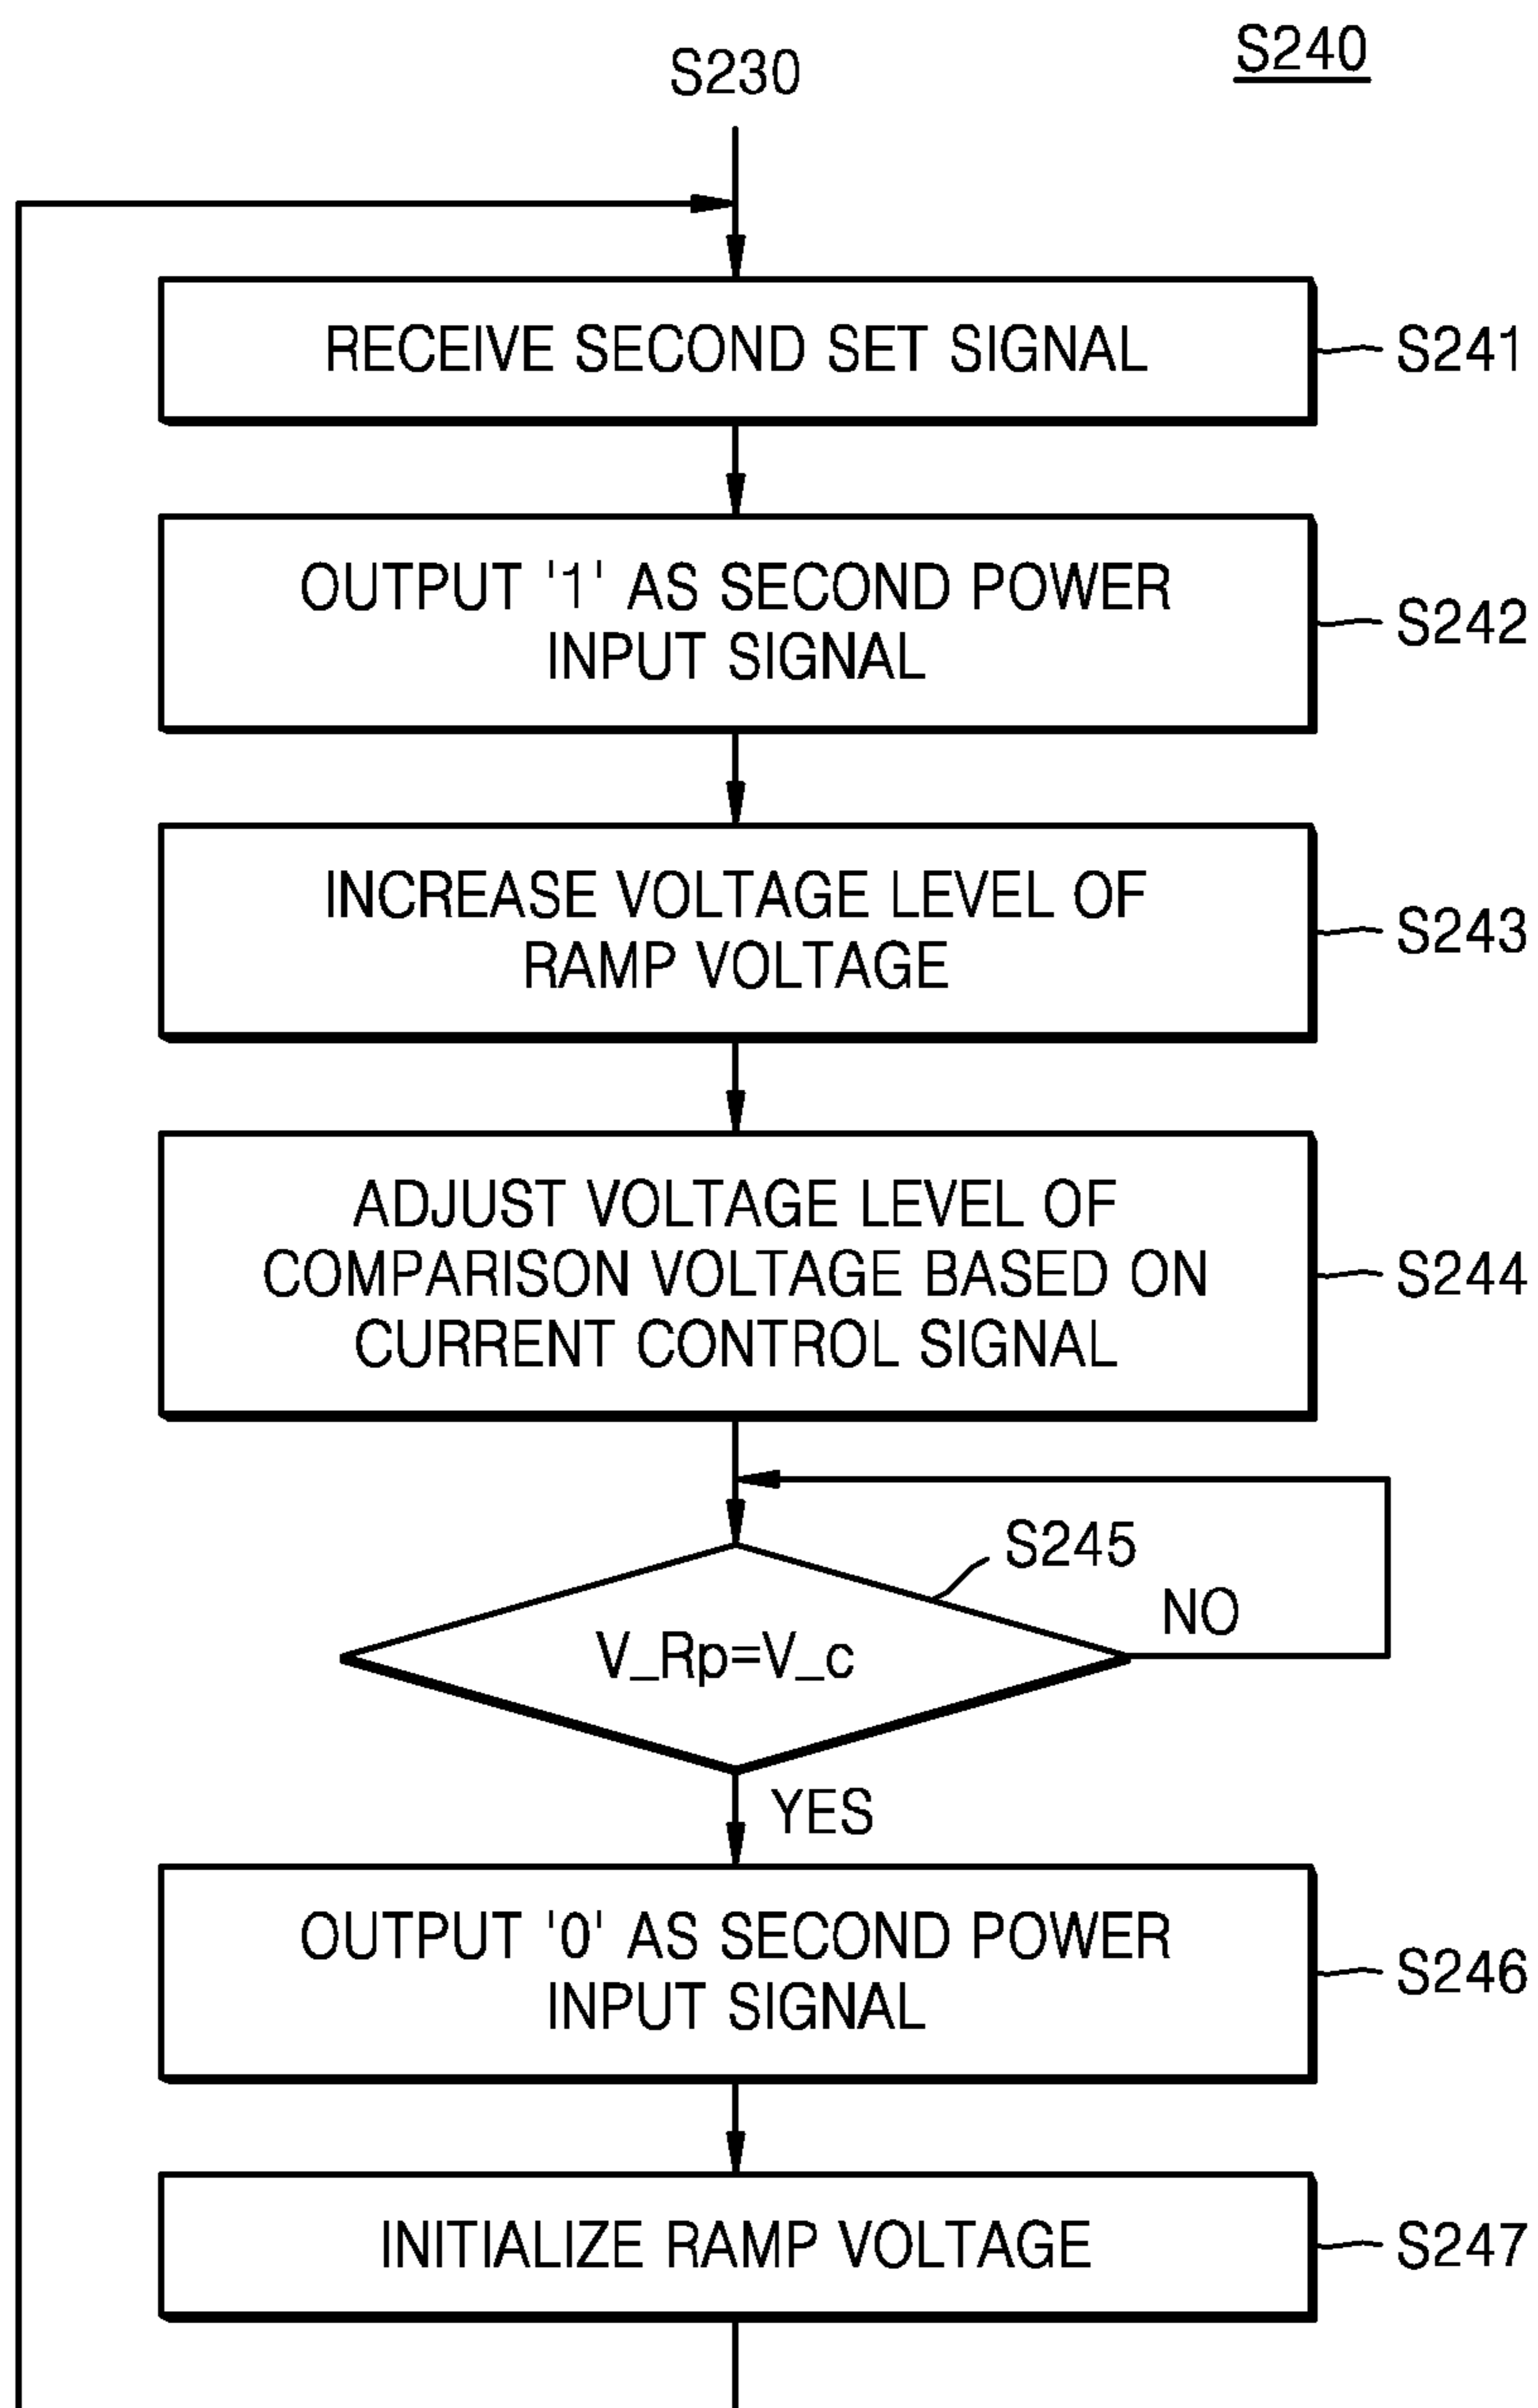 S240
S230
RECEIVE SECOND SET SIGNAL
S241
OUTPUT '1' AS SECOND POWER
INPUT SIGNAL
S242
INCREASE VOLTAGE LEVEL OF
RAMP VOLTAGE
S243
ADJUST VOLTAGE LEVEL OF
COMPARISON VOLTAGE BASED ON
CURRENT CONTROL SIGNAL
S244
S245
NO
V_Rp=V_c
YES
OUTPUT '0' AS SECOND POWER
INPUT SIGNAL
S246
INITIALIZE RAMP VOLTAGE
S247